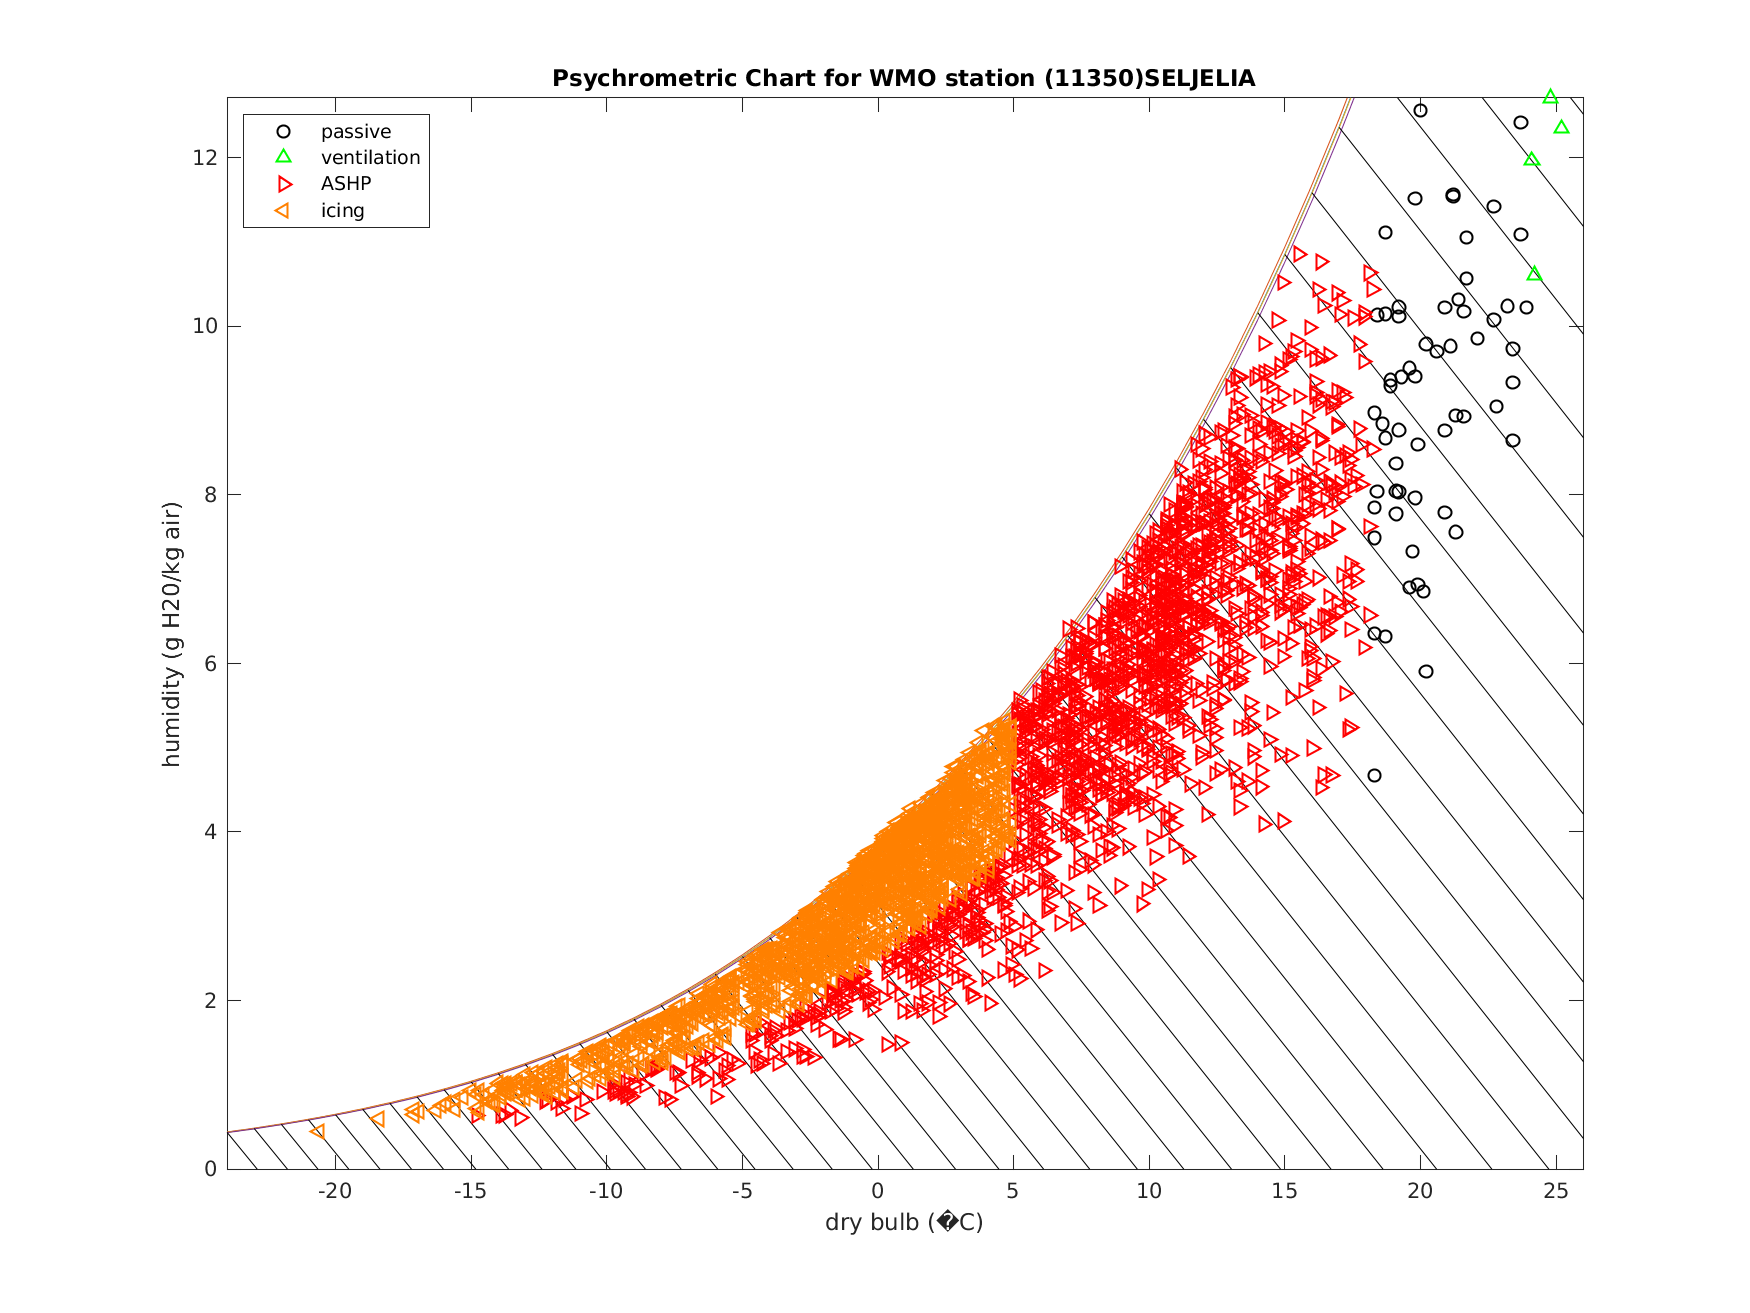 Psychrometric Chart for WMO station (11350)SELJELIA
passive
ventilation
ASHP
icing
12
10
8
6
4
2
0
humidity (g H20/kg air)
-20 -15 -10 -5 0 5 10 15 20 25
dry bulb (�C)